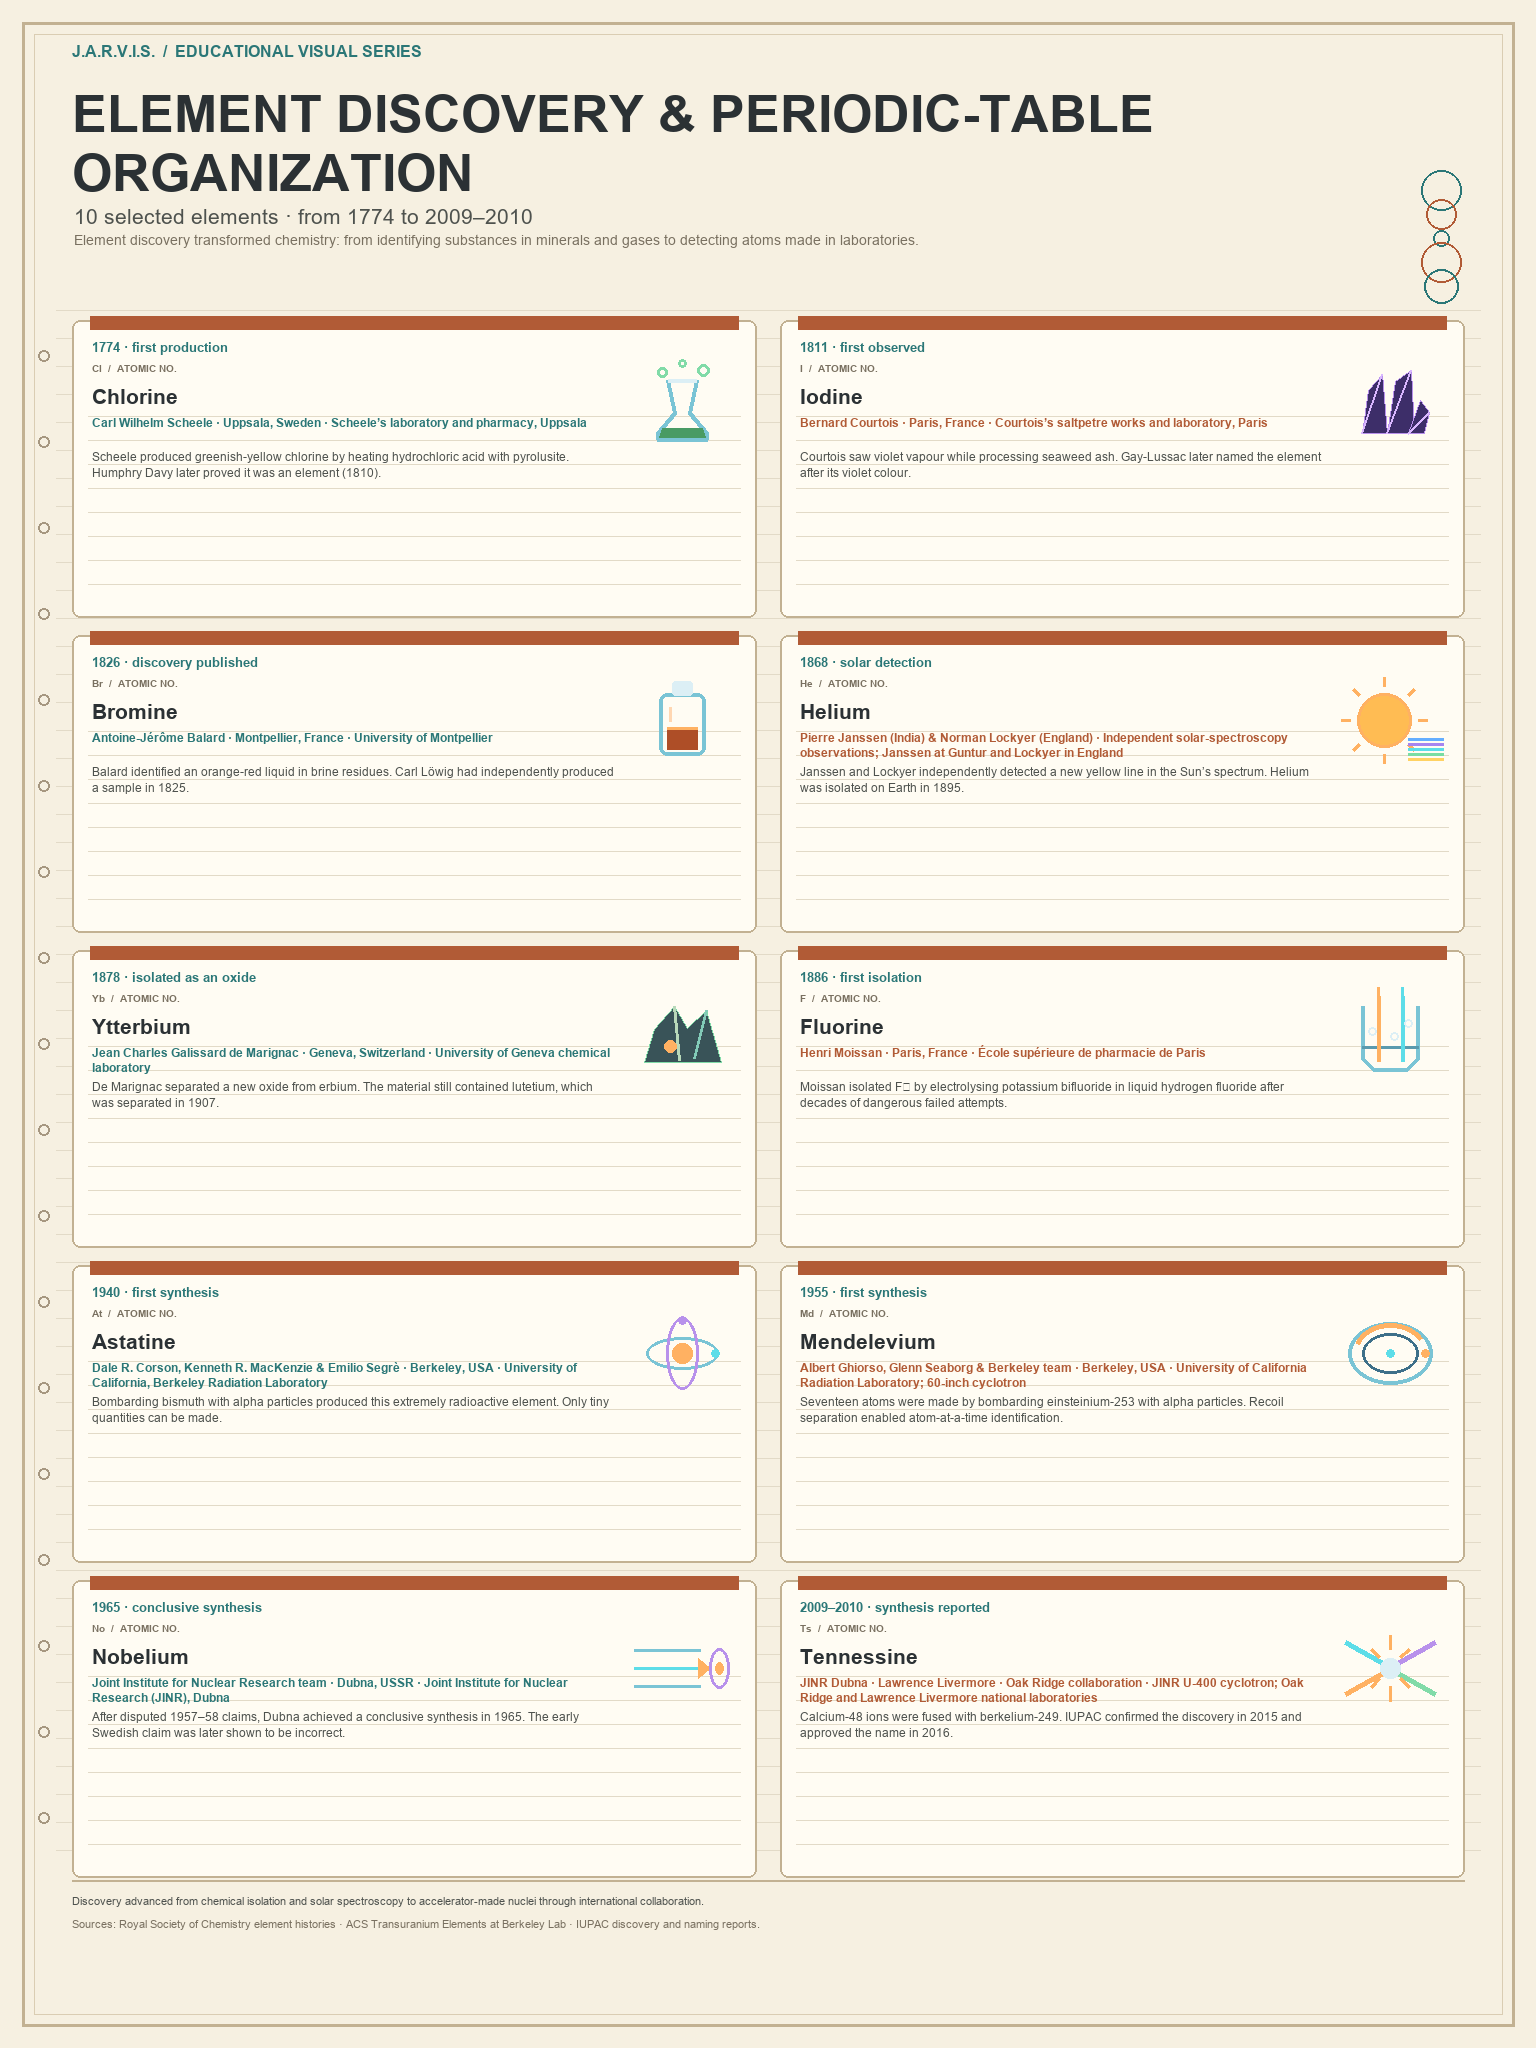 J.A.R.V.I.S. / EDUCATIONAL VISUAL SERIES
ELEMENT DISCOVERY & PERIODIC-TABLE
ORGANIZATION
10 selected elements · from 1774 to 2009–2010
Element discovery transformed chemistry: from identifying substances in minerals and gases to detecting atoms made in laboratories.
1774 · first production
Cl / ATOMIC NO.
Chlorine
Carl Wilhelm Scheele · Uppsala, Sweden · Scheele’s laboratory and pharmacy, Uppsala
Scheele produced greenish-yellow chlorine by heating hydrochloric acid with pyrolusite.
Humphry Davy later proved it was an element (1810).
1811 · first observed
I / ATOMIC NO.
Iodine
Bernard Courtois · Paris, France · Courtois’s saltpetre works and laboratory, Paris
Courtois saw violet vapour while processing seaweed ash. Gay-Lussac later named the element
after its violet colour.
1826 · discovery published
Br / ATOMIC NO.
Bromine
Antoine-Jérôme Balard · Montpellier, France · University of Montpellier
Balard identified an orange-red liquid in brine residues. Carl Löwig had independently produced
a sample in 1825.
1868 · solar detection
He / ATOMIC NO.
Helium
Pierre Janssen (India) & Norman Lockyer (England) · Independent solar-spectroscopy
observations; Janssen at Guntur and Lockyer in England
Janssen and Lockyer independently detected a new yellow line in the Sun’s spectrum. Helium
was isolated on Earth in 1895.
1878 · isolated as an oxide
Yb / ATOMIC NO.
Ytterbium
Jean Charles Galissard de Marignac · Geneva, Switzerland · University of Geneva chemical
laboratory
De Marignac separated a new oxide from erbium. The material still contained lutetium, which
was separated in 1907.
1886 · first isolation
F / ATOMIC NO.
Fluorine
Henri Moissan · Paris, France · École supérieure de pharmacie de Paris
Moissan isolated F□ by electrolysing potassium bifluoride in liquid hydrogen fluoride after
decades of dangerous failed attempts.
1940 · first synthesis
At / ATOMIC NO.
Astatine
Dale R. Corson, Kenneth R. MacKenzie & Emilio Segrè · Berkeley, USA · University of
California, Berkeley Radiation Laboratory
Bombarding bismuth with alpha particles produced this extremely radioactive element. Only tiny
quantities can be made.
1955 · first synthesis
Md / ATOMIC NO.
Mendelevium
Albert Ghiorso, Glenn Seaborg & Berkeley team · Berkeley, USA · University of California
Radiation Laboratory; 60-inch cyclotron
Seventeen atoms were made by bombarding einsteinium-253 with alpha particles. Recoil
separation enabled atom-at-a-time identification.
1965 · conclusive synthesis
No / ATOMIC NO.
Nobelium
Joint Institute for Nuclear Research team · Dubna, USSR · Joint Institute for Nuclear
Research (JINR), Dubna
After disputed 1957–58 claims, Dubna achieved a conclusive synthesis in 1965. The early
Swedish claim was later shown to be incorrect.
2009–2010 · synthesis reported
Ts / ATOMIC NO.
Tennessine
JINR Dubna · Lawrence Livermore · Oak Ridge collaboration · JINR U-400 cyclotron; Oak
Ridge and Lawrence Livermore national laboratories
Calcium-48 ions were fused with berkelium-249. IUPAC confirmed the discovery in 2015 and
approved the name in 2016.
Discovery advanced from chemical isolation and solar spectroscopy to accelerator-made nuclei through international collaboration.
Sources: Royal Society of Chemistry element histories · ACS Transuranium Elements at Berkeley Lab · IUPAC discovery and naming reports.